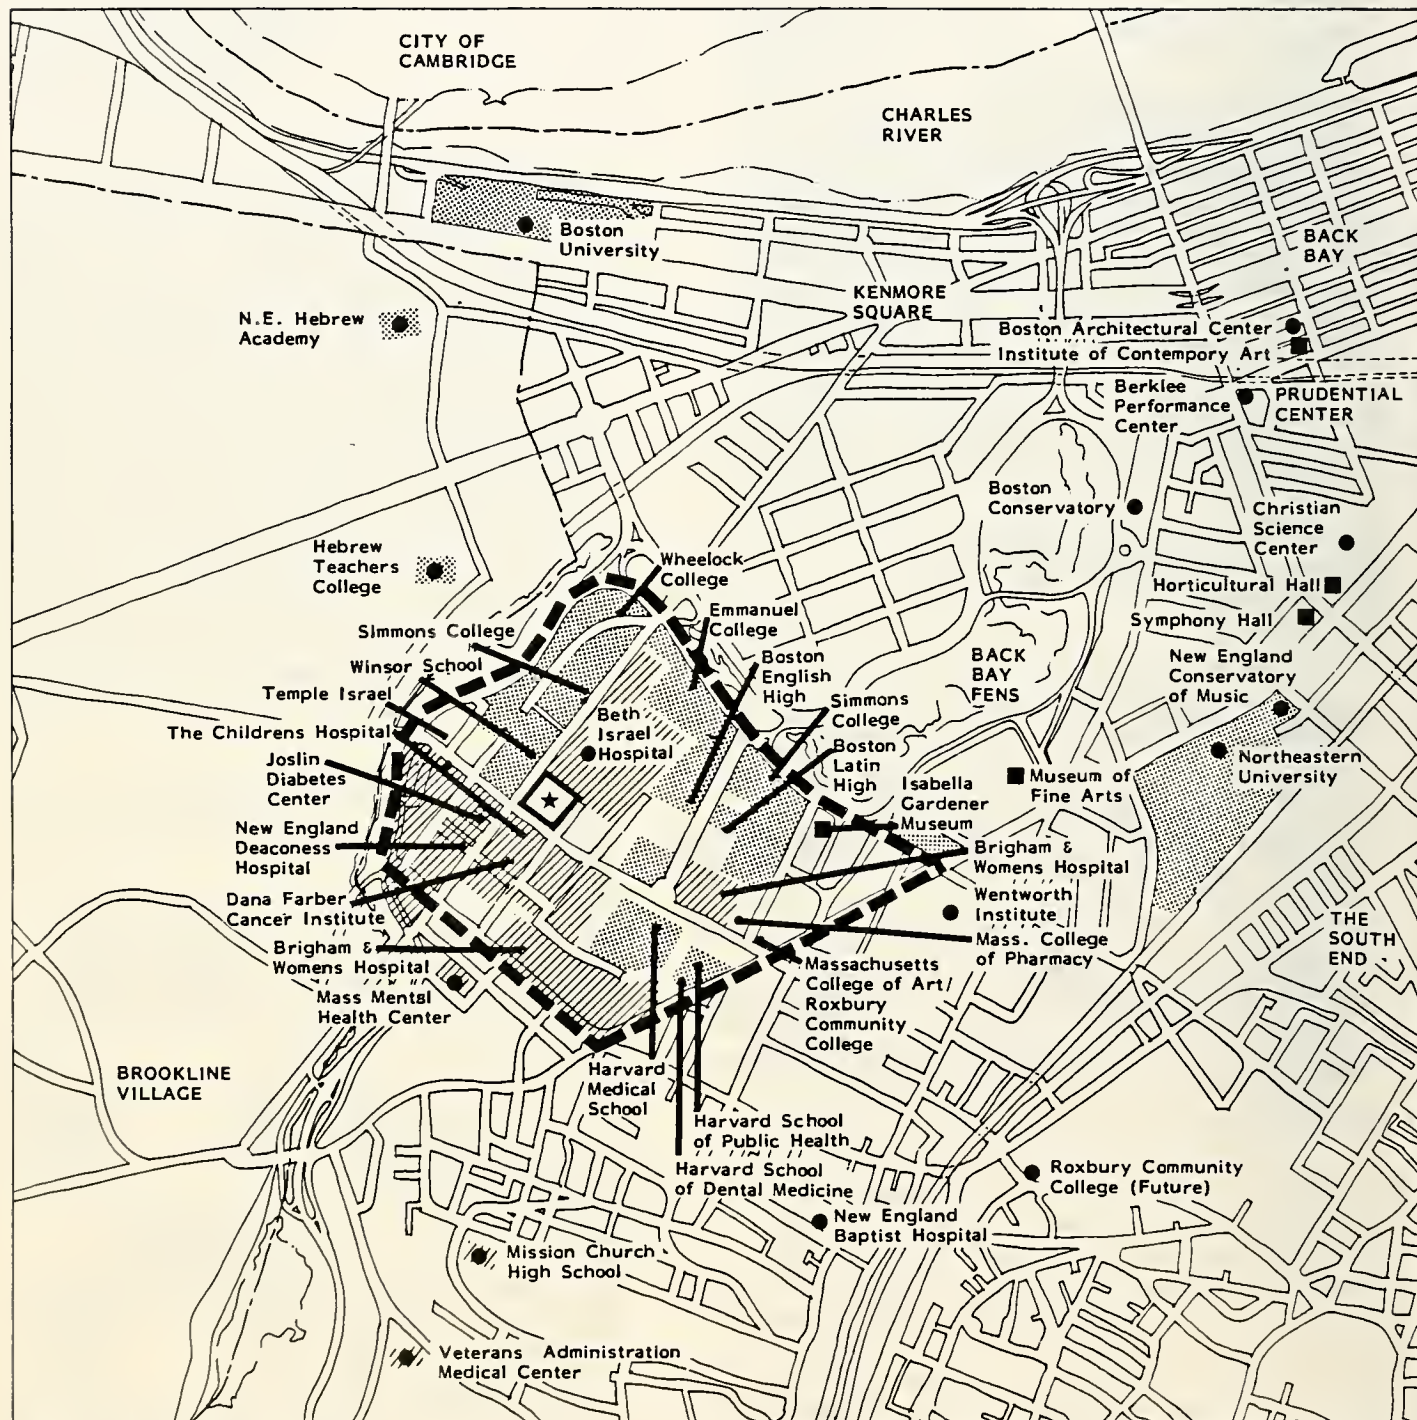 CITY OF
CAMBRIDGE
CHARLES
RIVER
Boston
University
BACK
BAY
KENMORE
SQUARE
N.E. Hebrew
Academy
Boston Architectural Center
Institute of Contempory Art
Berklee
Performance
Center
PRUDENTIAL
CENTER
Boston
Conservatory
Christian
Science
Center
Hebrew
Teachers
College
Wheelock
College
Horticultural Hall
Symphony Hall
Emmanuel
College
Simmons College
Winsor School
Temple Israel
The Childrens Hospital
Boston
English
High
BACK
BAY
FENS
New England
Conservatory
of Music
Simmons
College
Beth
Israel
Hospital
Boston
Latin
High
Joslin
Diabetes
Center
Isabella
Gardener
Museum
Museum of
Fine Arts
Northeastern
University
New England
Deaconess
Hospital
Brigham &
Womens Hospital
Dana Farber
Cancer Institute
Wentworth
Institute
Brigham &
Womens Hospital
Mass. College
of Pharmacy
THE
SOUTH
END
Mass Mental
Health Center
Massachusetts
College of Art/
Roxbury
Community
College
BROOKLINE
VILLAGE
Harvard
Medical
School
Harvard School
of Public Health
Harvard School
of Dental Medicine
Roxbury Community
College (Future)
New England
Baptist Hospital
Mission Church
High School
Veterans Administration
Medical Center